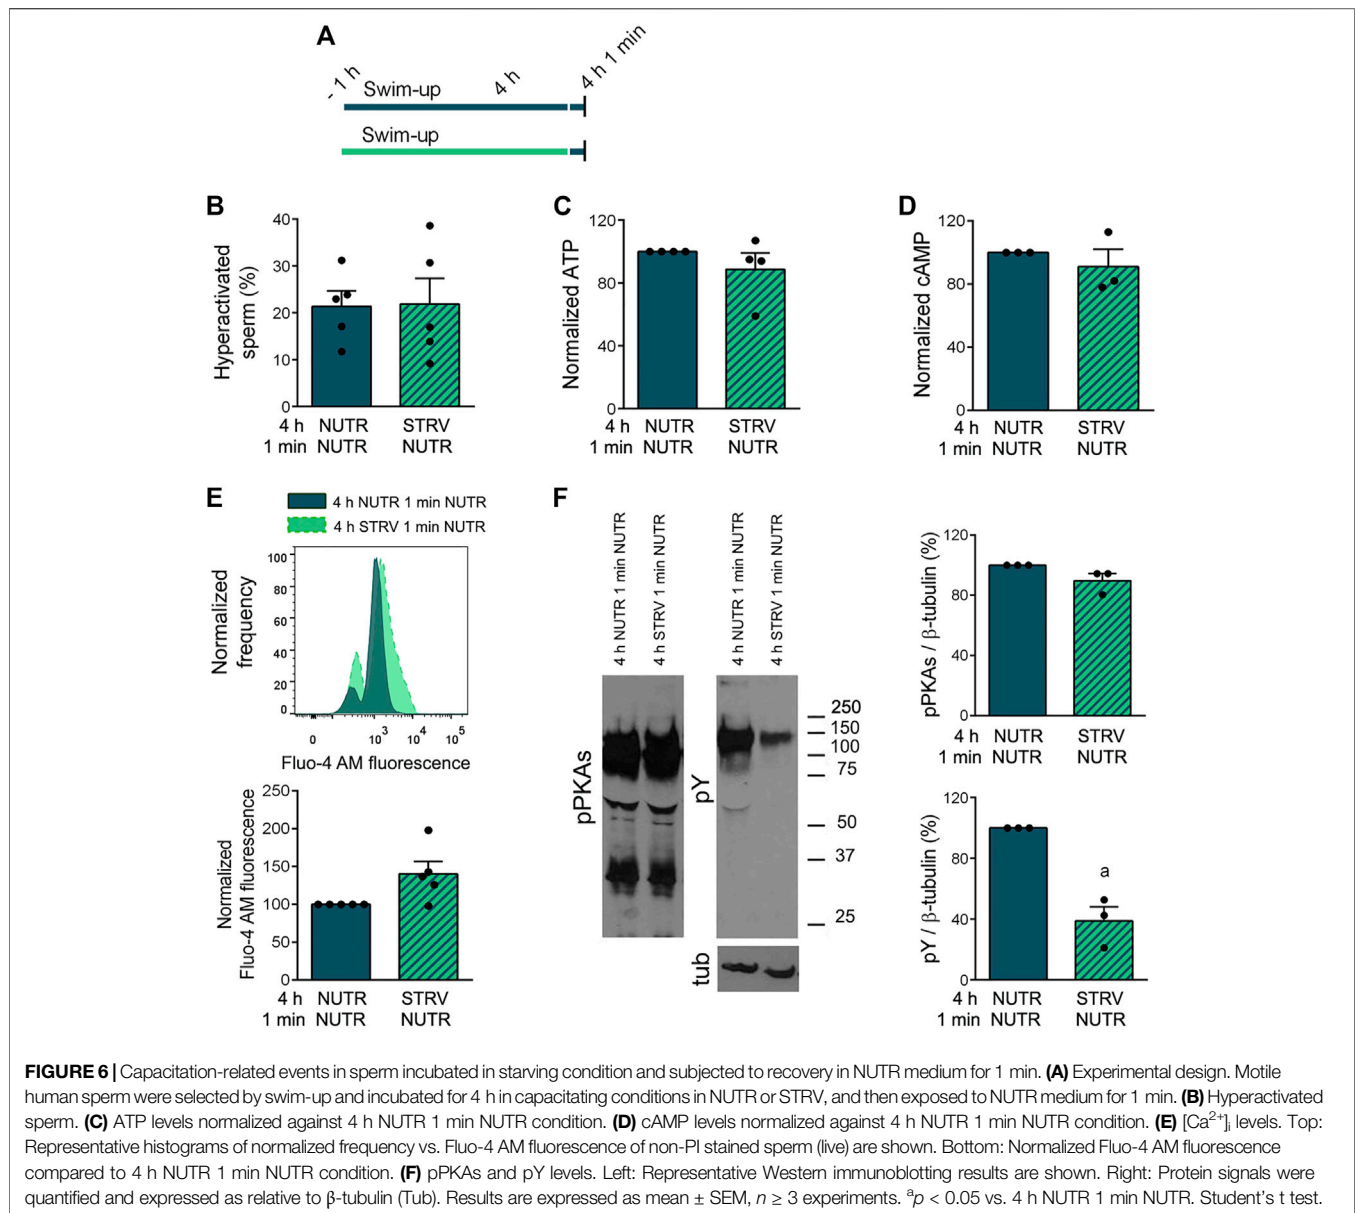 A
- 1 h
4 h
4 h 1 min
Swim-up
Swim-up
B
Hyperactivated
sperm (%)
40
30
20
10
0
4 h NUTR STRV
1 min NUTR NUTR
C
Normalized ATP
120
80
40
0
4 h NUTR STRV
1 min NUTR NUTR
D
Normalized cAMP
120
80
40
0
4 h NUTR STRV
1 min NUTR NUTR
E
4 h NUTR 1 min NUTR
4 h STRV 1 min NUTR
Normalized
frequency
100
80
60
40
20
0
0 10³ 10⁴ 10⁵
Fluo-4 AM fluorescence
Normalized
Fluo-4 AM fluorescence
250
200
150
100
50
0
4 h NUTR STRV
1 min NUTR NUTR
F
4 h NUTR 1 min NUTR
4 h STRV 1 min NUTR
4 h NUTR 1 min NUTR
4 h STRV 1 min NUTR
pPKAs
pY
250
150
100
75
50
37
25
tub
pPKAs / β-tubulin (%)
120
80
40
0
4 h NUTR STRV
1 min NUTR NUTR
pY / β-tubulin (%)
120
80
40
0
a
4 h NUTR STRV
1 min NUTR NUTR
FIGURE 6 | Capacitation-related events in sperm incubated in starving condition and subjected to recovery in NUTR medium for 1 min. (A) Experimental design. Motile
human sperm were selected by swim-up and incubated for 4 h in capacitating conditions in NUTR or STRV, and then exposed to NUTR medium for 1 min. (B) Hyperactivated
sperm. (C) ATP levels normalized against 4 h NUTR 1 min NUTR condition. (D) cAMP levels normalized against 4 h NUTR 1 min NUTR condition. (E) [Ca²⁺]ᵢ levels. Top:
Representative histograms of normalized frequency vs. Fluo-4 AM fluorescence of non-PI stained sperm (live) are shown. Bottom: Normalized Fluo-4 AM fluorescence
compared to 4 h NUTR 1 min NUTR condition. (F) pPKAs and pY levels. Left: Representative Western immunoblotting results are shown. Right: Protein signals were
quantified and expressed as relative to β-tubulin (Tub). Results are expressed as mean ± SEM, n ≥ 3 experiments. ᵃp < 0.05 vs. 4 h NUTR 1 min NUTR. Student's t test.